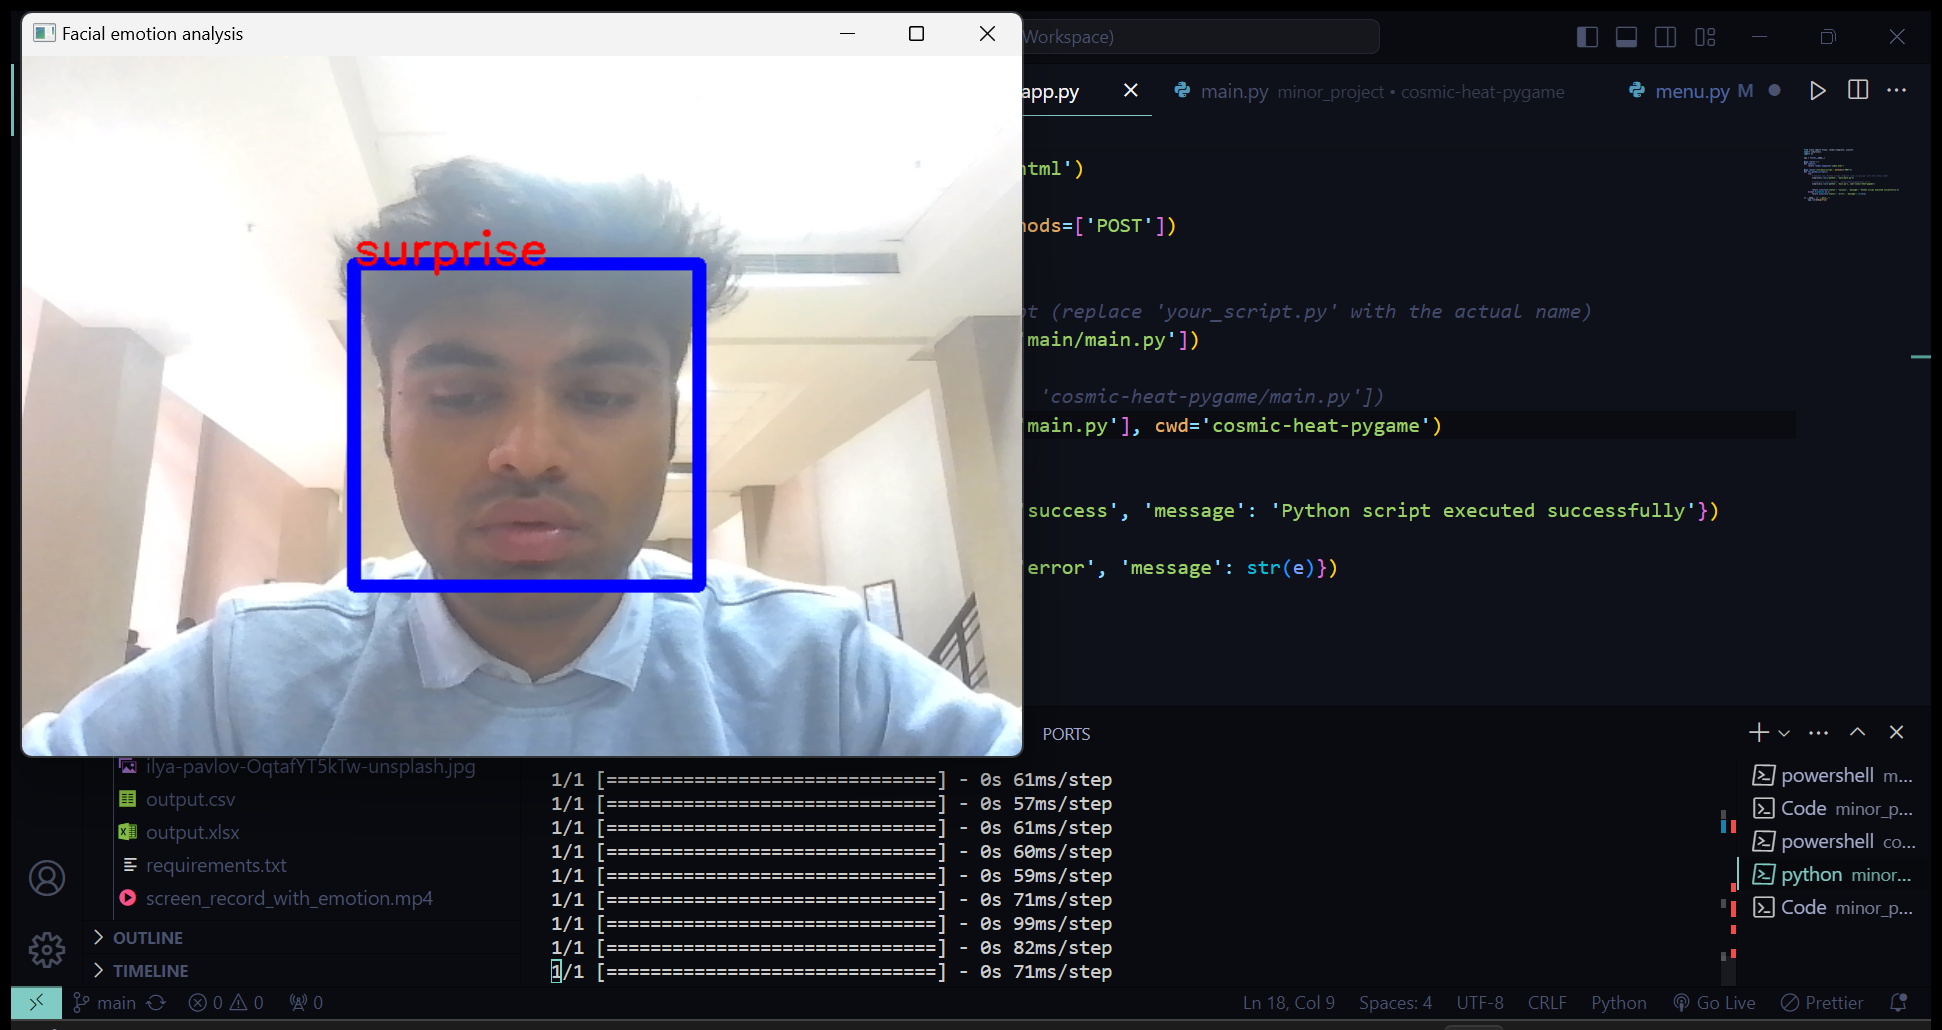 Facial emotion analysis
Workspace)
app.py
main.py minor_project • cosmic-heat-pygame
menu.py M
surprise
tml')
hods=['POST'])
pt (replace 'your_script.py' with the actual name)
'main/main.py'])
'cosmic-heat-pygame/main.py'])
main.py'], cwd='cosmic-heat-pygame')
success', 'message': 'Python script executed successfully'})
error', 'message': str(e)})
PORTS
ilya-pavlov-OqtafYT5kTw-unsplash.jpg
output.csv
output.xlsx
requirements.txt
screen_record_with_emotion.mp4
OUTLINE
TIMELINE
1/1 [==============================] - 0s 61ms/step
1/1 [==============================] - 0s 57ms/step
1/1 [==============================] - 0s 61ms/step
1/1 [==============================] - 0s 60ms/step
1/1 [==============================] - 0s 59ms/step
1/1 [==============================] - 0s 71ms/step
1/1 [==============================] - 0s 99ms/step
1/1 [==============================] - 0s 82ms/step
1/1 [==============================] - 0s 71ms/step
powershell m...
Code minor_p...
powershell co...
python minor...
Code minor_p...
main 0 0 0
Ln 18, Col 9 Spaces: 4 UTF-8 CRLF Python Go Live Prettier